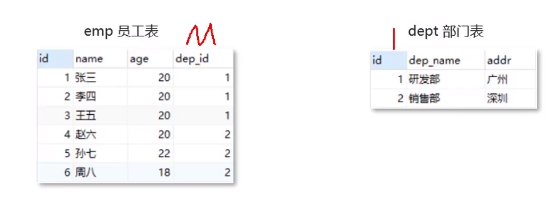 emp 员工表
M
id name age dep_id
1 张三 20 1
2 李四 20 1
3 王五 20 1
4 赵六 20 2
5 孙七 22 2
6 周八 18 2
1
dept 部门表
id dep_name addr
1 研发部 广州
2 销售部 深圳